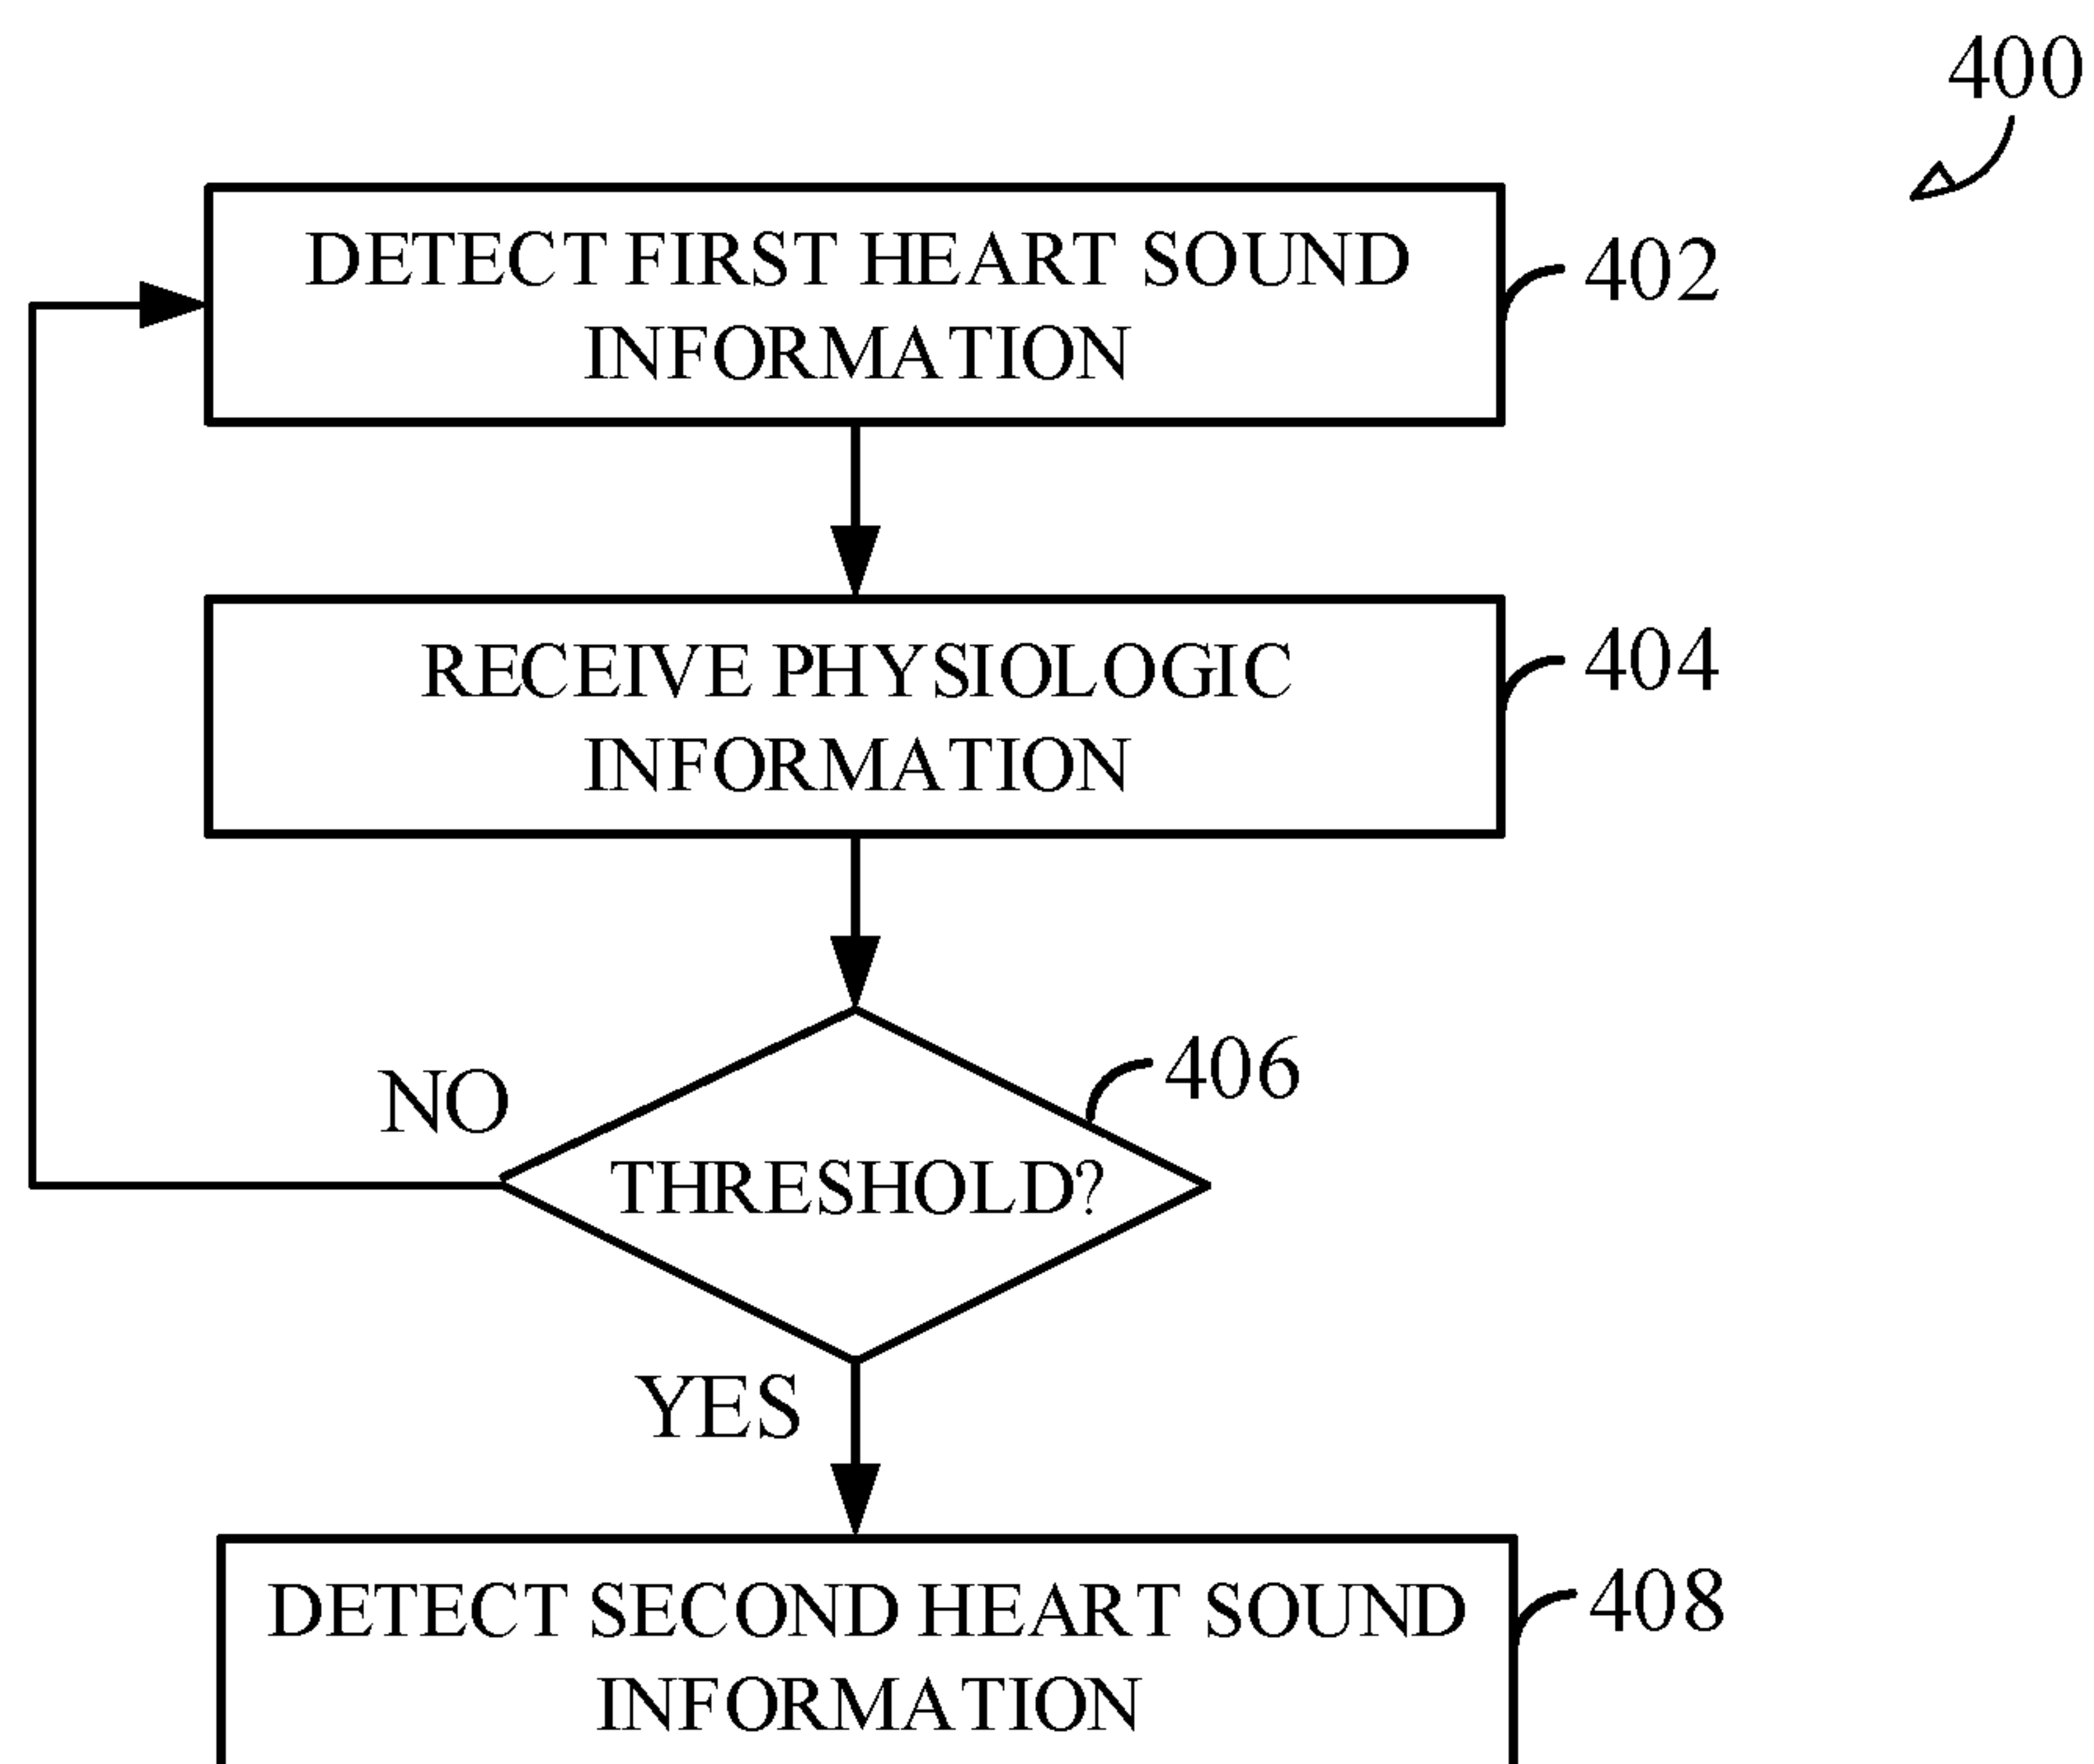 400
DETECT FIRST HEART SOUND
INFORMATION
402
RECEIVE PHYSIOLOGIC
INFORMATION
404
406
NO
THRESHOLD?
YES
DETECT SECOND HEART SOUND
INFORMATION
408